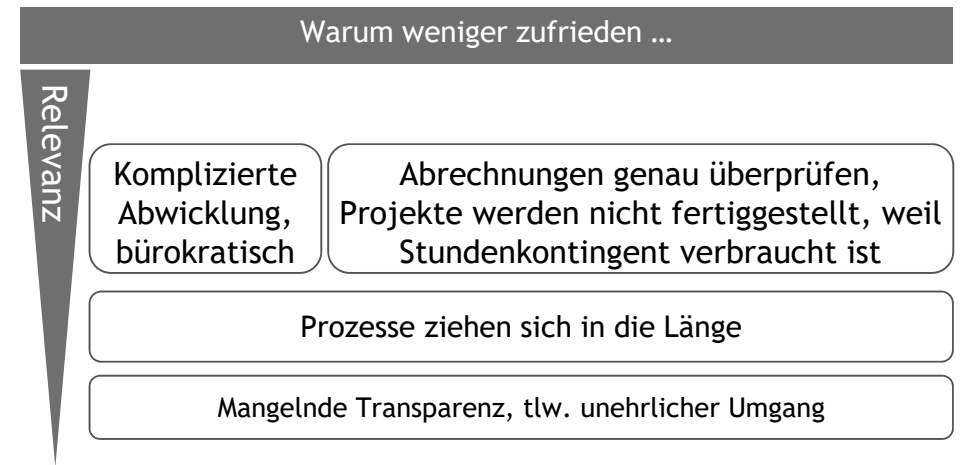 Warum weniger zufrieden …
Relevanz
Komplizierte
Abwicklung,
bürokratisch
Abrechnungen genau überprüfen,
Projekte werden nicht fertiggestellt, weil
Stundenkontingent verbraucht ist
Prozesse ziehen sich in die Länge
Mangelnde Transparenz, tlw. unehrlicher Umgang